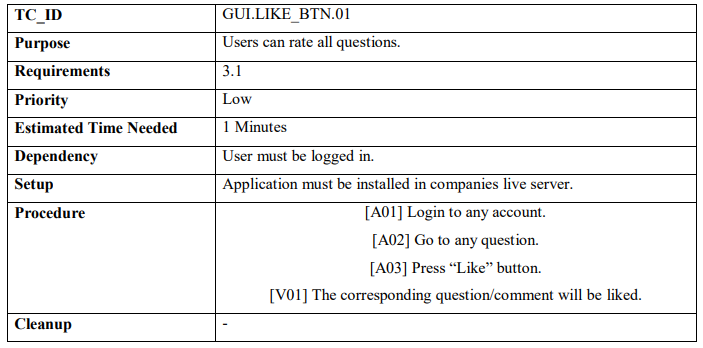 TC_ID GUI.LIKE_BTN.01
Purpose Users can rate all questions.
Requirements 3.1
Priority Low
Estimated Time Needed 1 Minutes
Dependency User must be logged in.
Setup Application must be installed in companies live server.
Procedure [A01] Login to any account.
[A02] Go to any question.
[A03] Press “Like” button.
[V01] The corresponding question/comment will be liked.
Cleanup -